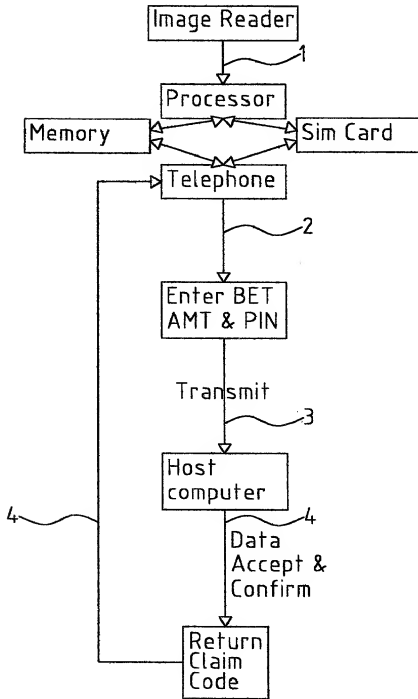 Image Reader
1
Processor
Memory
Sim Card
Telephone
2
Enter BET
AMT & PIN
Transmit
3
Host
computer
4
4
Data
Accept &
Confirm
Return
Claim
Code